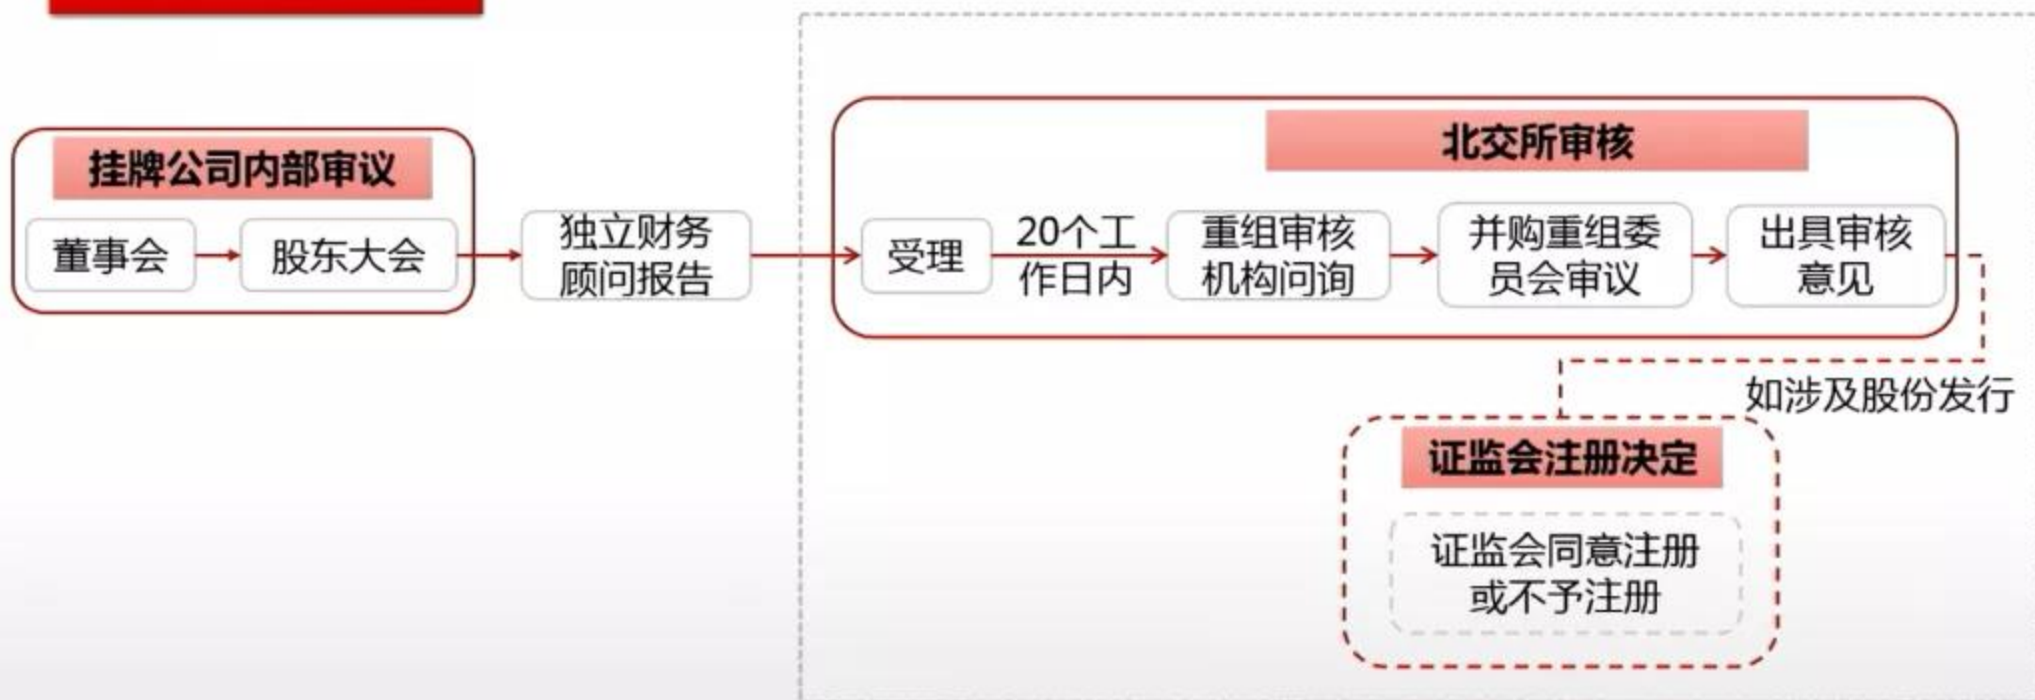 挂牌公司内部审议
董事会
股东大会
独立财务
顾问报告
北交所审核
受理
20个工
作日内
重组审核
机构问询
并购重组委
员会审议
出具审核
意见
如涉及股份发行
证监会注册决定
证监会同意注册
或不予注册